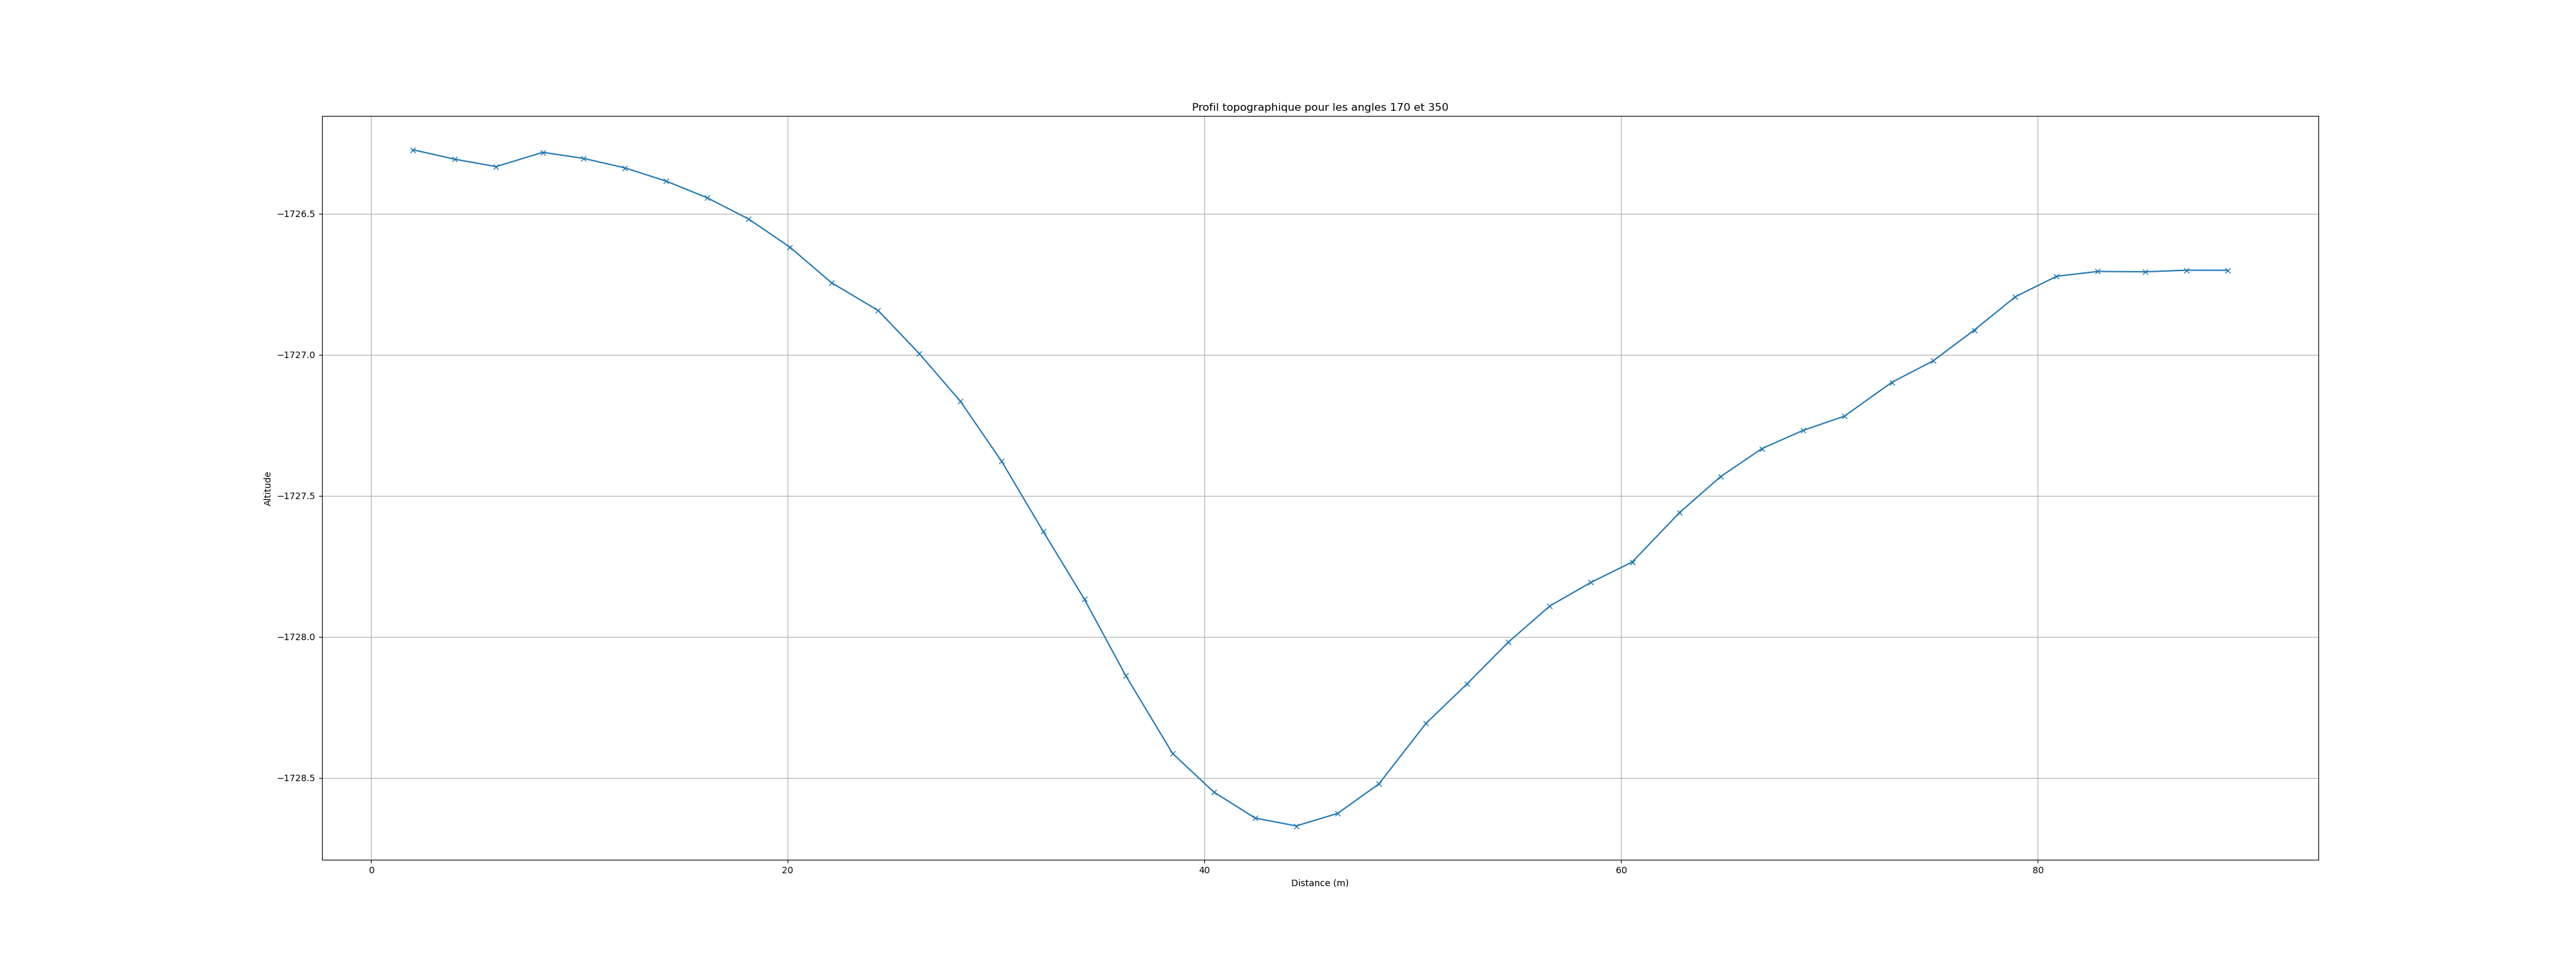 Profil topographique pour les angles 170 et 350
Altitude
−1726.5
−1727.0
−1727.5
−1728.0
−1728.5
0 20 40 60 80
Distance (m)